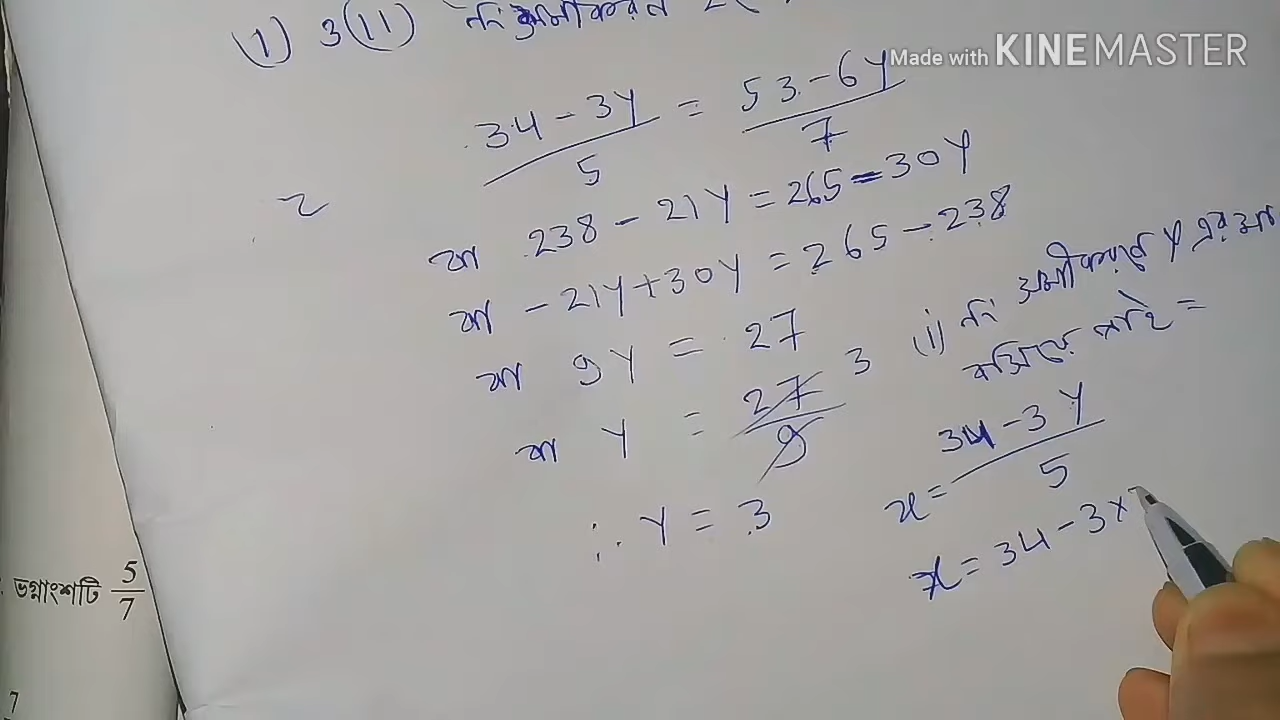 Made with KINEMASTER
(1) ও (11) নং সমীকরণ
34 - 3y / 5 = 53 - 6y / 7
বা 238 - 21y = 265 - 30y
বা - 21y + 30y = 265 - 238
বা 9y = 27
বা y = 27 / 9 3
∴ y = 3
(i) নং সমীকরণে y এর মান
বসিয়ে পাই =
x = 34 - 3y / 5
x = 34 - 3 ×
ভগ্নাংশটি 5/7
7